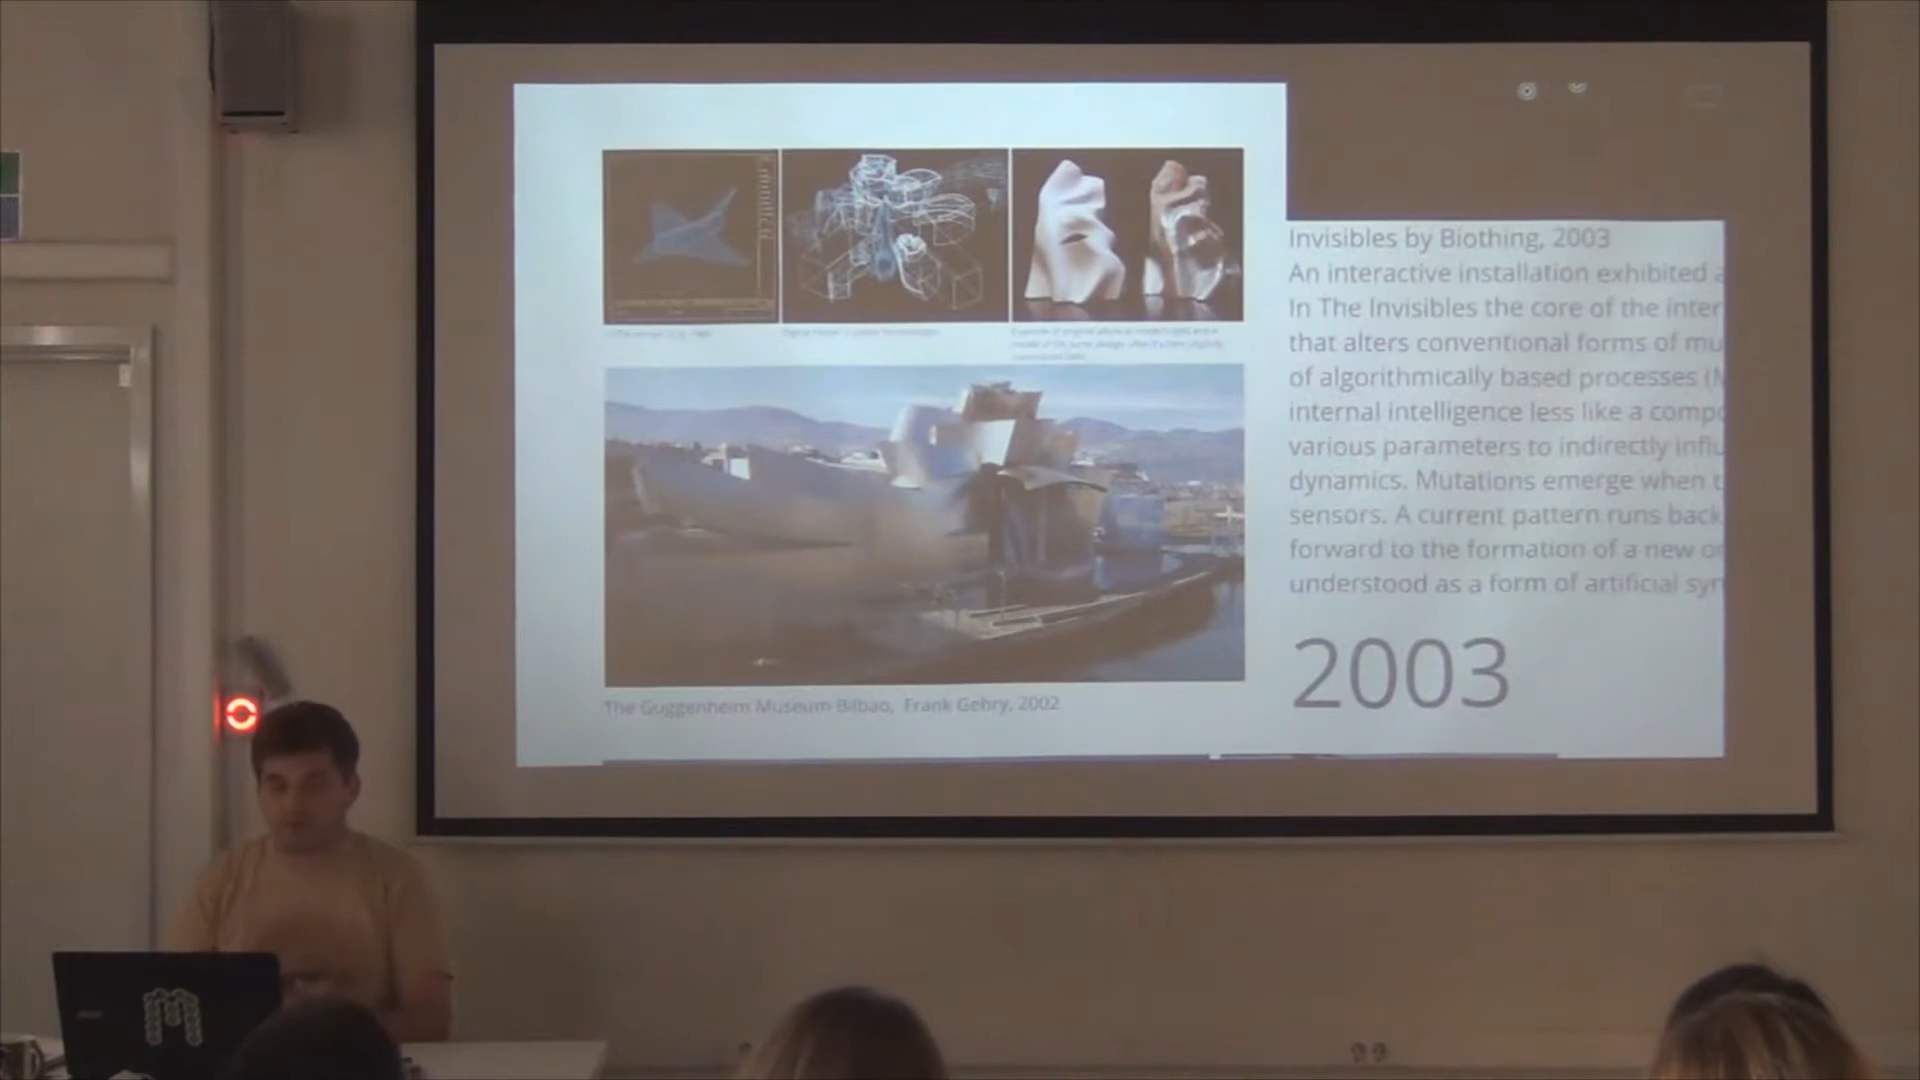 The Guggenheim Museum Bilbao, Frank Gehry, 2002
Invisibles by Biothing, 2003
An interactive installation exhibited a
In The Invisibles the core of the inter
that alters conventional forms of mu
of algorithmically based processes (M
internal intelligence less like a compo
various parameters to indirectly influ
dynamics. Mutations emerge when t
sensors. A current pattern runs back
forward to the formation of a new or
understood as a form of artificial syn
2003